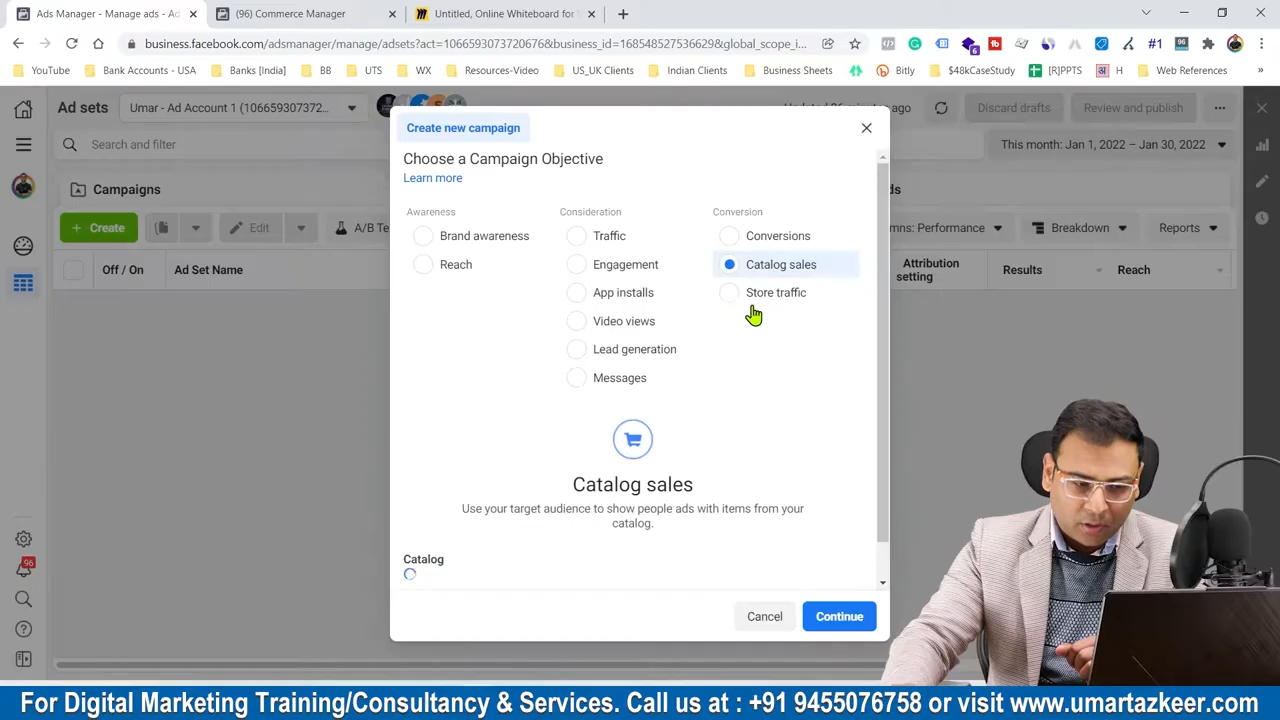 Ads Manager - Manage ads - Ad
(96) Commerce Manager
Untitled, Online Whiteboard for
business.facebook.com/adsmanager/manage/adsets?act=106659307320676&business_id=168548527536629&global_scope_i...
YouTube
Bank Accounts - USA
Banks [India]
BB
UTS
WX
Resources-Video
US_UK Clients
Indian Clients
Business Sheets
Bitly
$48kCaseStudy
[R]PPTS
H
Web References
Ad sets
Umar - Ad Account 1 (106659307372...
ago
Discard drafts
Review and publish
Search and filter
This month: Jan 1, 2022 – Jan 30, 2022
Campaigns
ds
+ Create
Edit
A/B Te
mns: Performance
Breakdown
Reports
Off / On
Ad Set Name
Attribution
setting
Results
Reach
Create new campaign
Choose a Campaign Objective
Learn more
Awareness
Brand awareness
Reach
Consideration
Traffic
Engagement
App installs
Video views
Lead generation
Messages
Conversion
Conversions
Catalog sales
Store traffic
Catalog sales
Use your target audience to show people ads with items from your
catalog.
Catalog
Cancel
Continue
96
For Digital Marketing Training/Consultancy & Services. Call us at : +91 9455076758 or visit www.umartazkeer.com